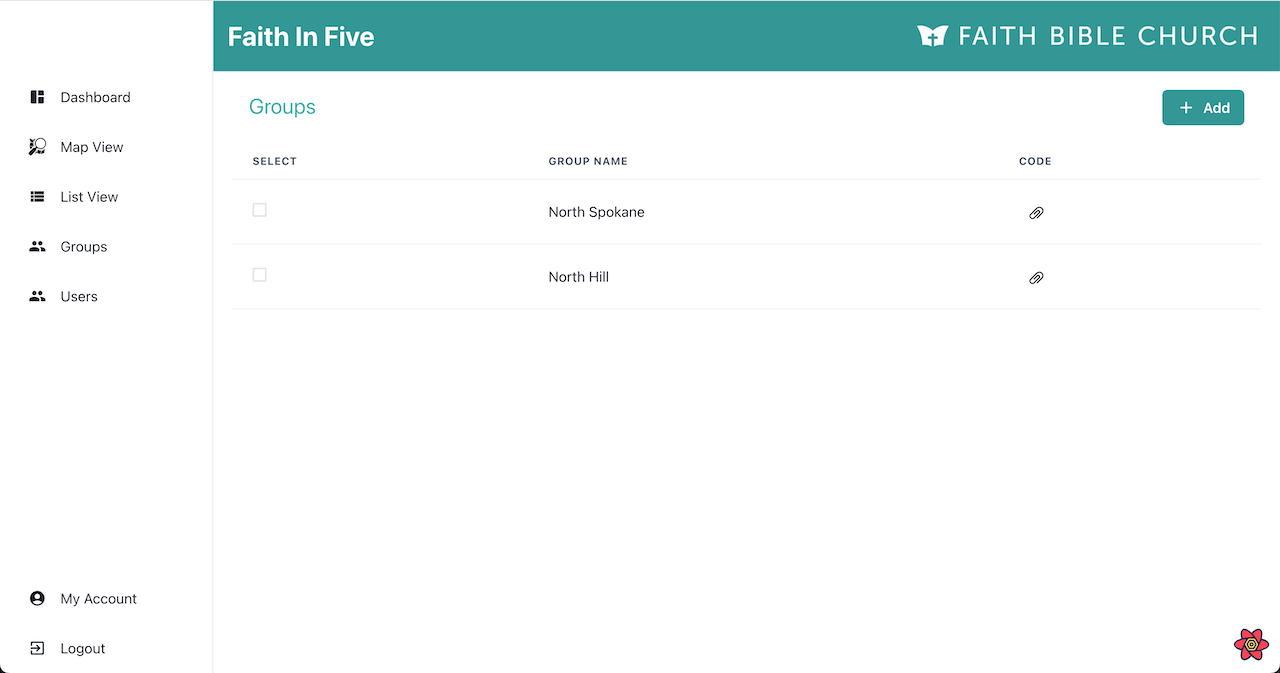 Faith In Five
FAITH BIBLE CHURCH
Dashboard
Map View
List View
Groups
Users
My Account
Logout
Groups
+ Add
SELECT GROUP NAME CODE
North Spokane
North Hill